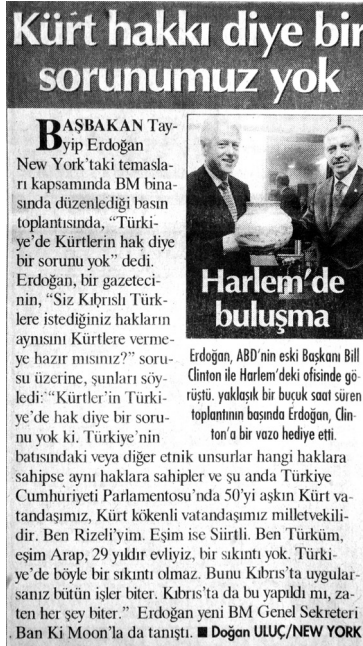 Kürt hakkı diye bir
sorunumuz yok
BAŞBAKAN Tay-
yip Erdoğan
New York'taki temasla-
rı kapsamında BM bina-
sında düzenlediği basın
toplantısında, “Türki-
ye'de Kürtlerin hak diye
bir sorunu yok” dedi.
Erdoğan, bir gazeteci-
nin, “Siz Kıbrıslı Türk-
lere istediğiniz hakların
aynısını Kürtlere verme-
ye hazır mısınız?” soru-
su üzerine, şunları söy-
ledi: “Kürtler'in Türki-
ye'de hak diye bir soru-
nu yok ki. Türkiye'nin
batısındaki veya diğer etnik unsurlar hangi haklara
sahipse aynı haklara sahipler ve şu anda Türkiye
Cumhuriyeti Parlamentosu'nda 50'yi aşkın Kürt va-
tandaşımız, Kürt kökenli vatandaşımız milletvekili-
dir. Ben Rizeli'yim. Eşim ise Siirtli. Ben Türküm,
eşim Arap, 29 yıldır evliyiz, bir sıkıntı yok. Türki-
ye'de böyle bir sıkıntı olmaz. Bunu Kıbrıs'ta uygular-
sanız bütün işler biter. Kıbrıs'ta da bu yapıldı mı, za-
ten her şey biter.” Erdoğan yeni BM Genel Sekreteri
Ban Ki Moon'la da tanıştı. ■ Doğan ULUÇ/NEW YORK
Harlem'de
buluşma
Erdoğan, ABD'nin eski Başkanı Bill
Clinton ile Harlem'deki ofisinde gö-
rüştü. yaklaşık bir buçuk saat süren
toplantının başında Erdoğan, Clin-
ton'a bir vazo hediye etti.